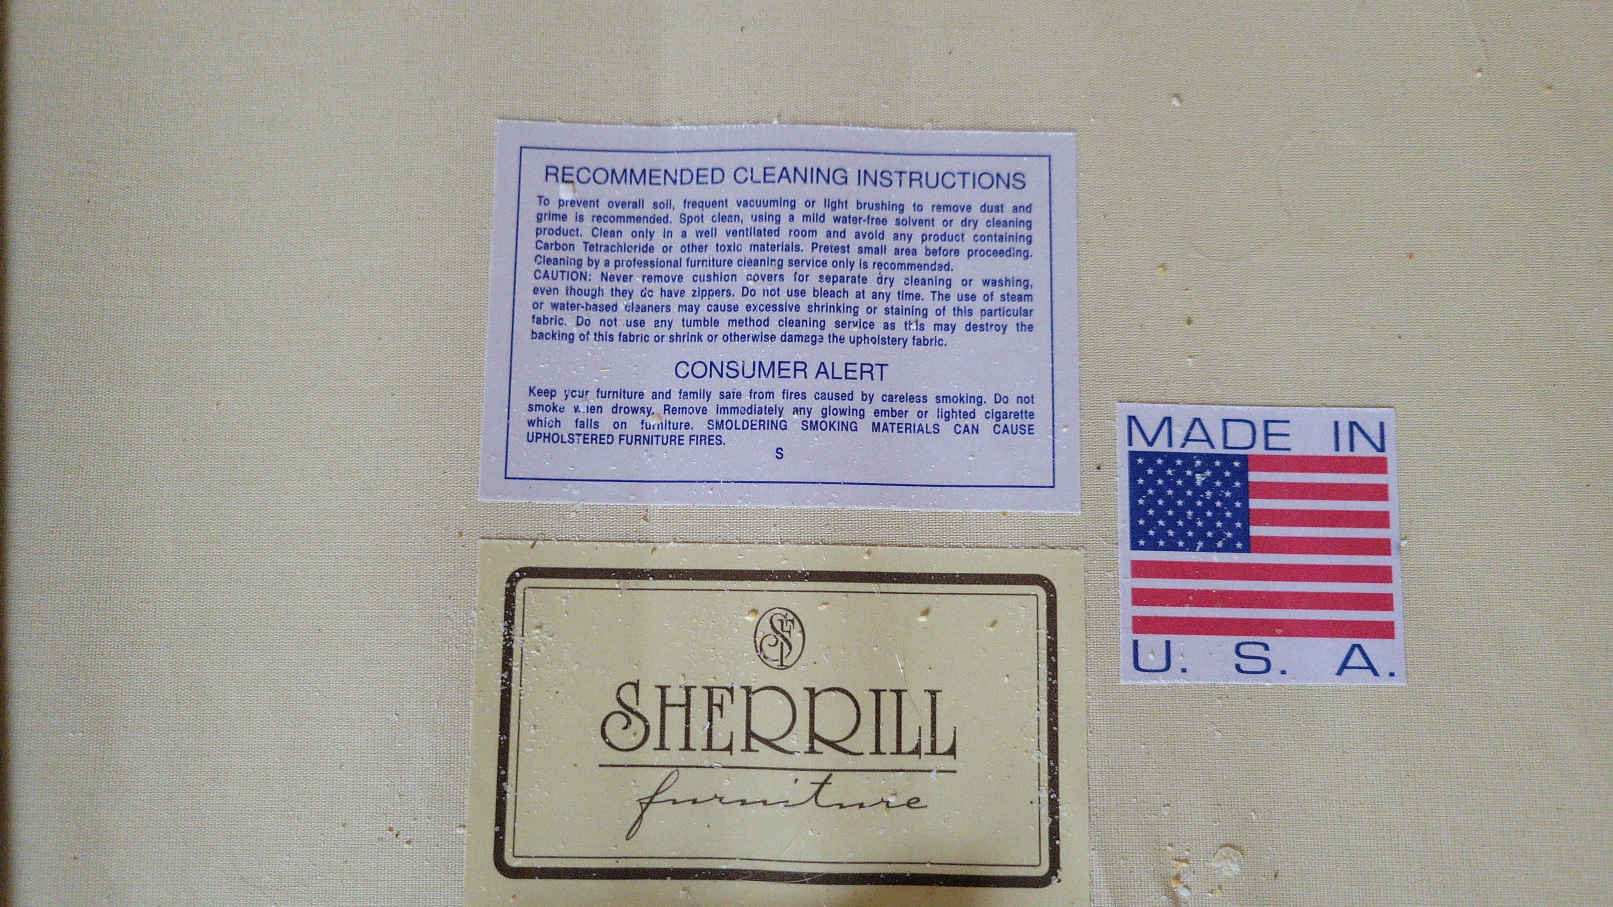 RECOMMENDED CLEANING INSTRUCTIONS
To prevent overall soil, frequent vacuuming or light brushing to remove dust and
grime is recommended. Spot clean, using a mild water-free solvent or dry cleaning
product. Clean only in a well ventilated room and avoid any product containing
Carbon Tetrachloride or other toxic materials. Pretest small area before proceeding.
Cleaning by a professional furniture cleaning service only is recommended.
CAUTION: Never remove cushion covers for separate dry cleaning or washing,
even though they do have zippers. Do not use bleach at any time. The use of steam
or water-based cleaners may cause excessive shrinking or staining of this particular
fabric. Do not use any tumble method cleaning service as this may destroy the
backing of this fabric or shrink or otherwise damage the upholstery fabric.
CONSUMER ALERT
Keep your furniture and family safe from fires caused by careless smoking. Do not
smoke when drowsy. Remove immediately any glowing ember or lighted cigarette
which falls on furniture. SMOLDERING SMOKING MATERIALS CAN CAUSE
UPHOLSTERED FURNITURE FIRES.
S
MADE IN
U. S. A.
SHERRILL
furniture